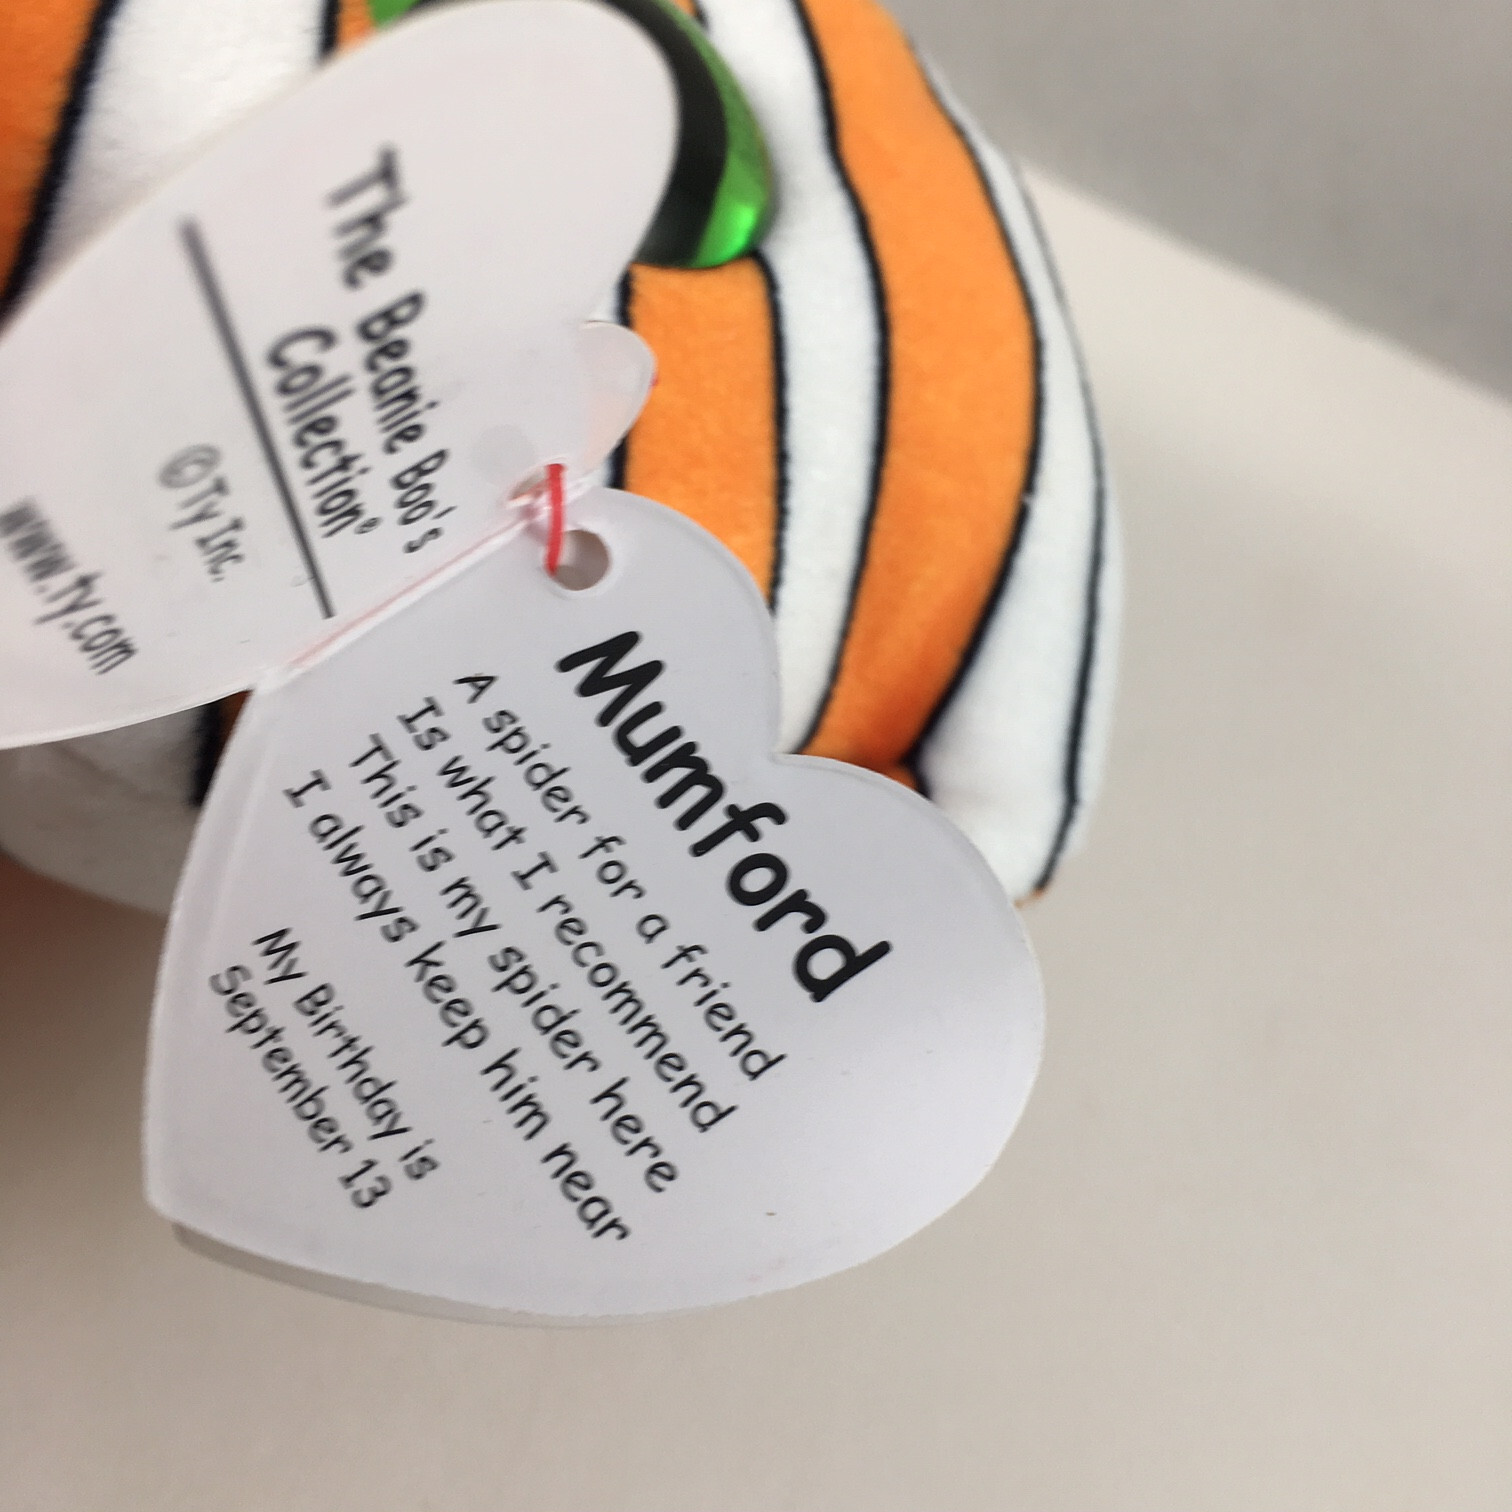 The Beanie Boo's
Collection®
© Ty Inc.
www.ty.com
Mumford
A spider for a friend
Is what I recommend
This is my spider here
I always keep him near
My Birthday is
September 13